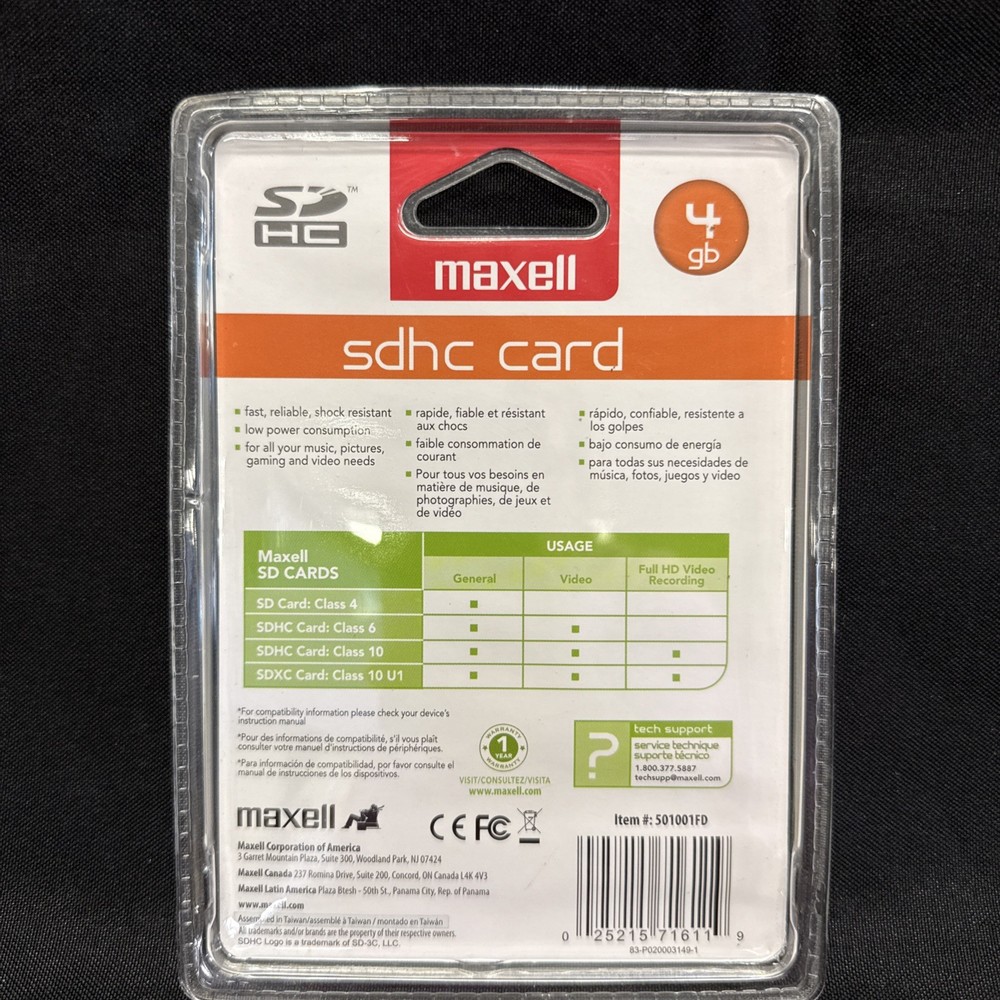 SD™
HC
maxell
4
gb
sdhc card
fast, reliable, shock resistant
low power consumption
for all your music, pictures,
gaming and video needs
rapide, fiable et résistant
aux chocs
faible consommation de
courant
Pour tous vos besoins en
matière de musique, de
photographies, de jeux et
de vidéo
rápido, confiable, resistente a
los golpes
bajo consumo de energía
para todas sus necesidades de
música, fotos, juegos y video
Maxell
SD CARDS
USAGE
General
Video
Full HD Video
Recording
SD Card: Class 4
SDHC Card: Class 6
SDHC Card: Class 10
SDXC Card: Class 10 U1
*For compatibility information please check your device's
instruction manual
*Pour des informations de compatibilité, s'il vous plaît
consulter votre manuel d'instructions de périphériques.
*Para información de compatibilidad, por favor consulte el
manual de instrucciones de los dispositivos.
WARRANTY
1
YEAR
WARRANTY
VISIT/CONSULTEZ/VISITA
www.maxell.com
?
tech support
service technique
suporte técnico
1.800.377.5887
techsupp@maxell.com
maxell
CE FC
Item #: 501001FD
Maxell Corporation of America
3 Garret Mountain Plaza, Suite 300, Woodland Park, NJ 07424
Maxell Canada 237 Romina Drive, Suite 200, Concord, ON Canada L4K 4V3
Maxell Latin America Plaza Btesh - 50th St., Panama City, Rep. of Panama
www.maxell.com
Assembled in Taiwan/assemblé à Taiwan / montado en Taiwán
All trademarks and/or brands are the property of their respective owners.
SDHC Logo is a trademark of SD-3C, LLC.
0 25215 71611 9
83-P020003149-1